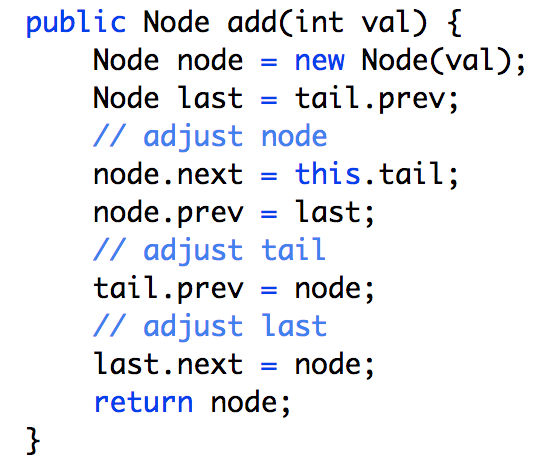 public Node add(int val) {
    Node node = new Node(val);
    Node last = tail.prev;
    // adjust node
    node.next = this.tail;
    node.prev = last;
    // adjust tail
    tail.prev = node;
    // adjust last
    last.next = node;
    return node;
}